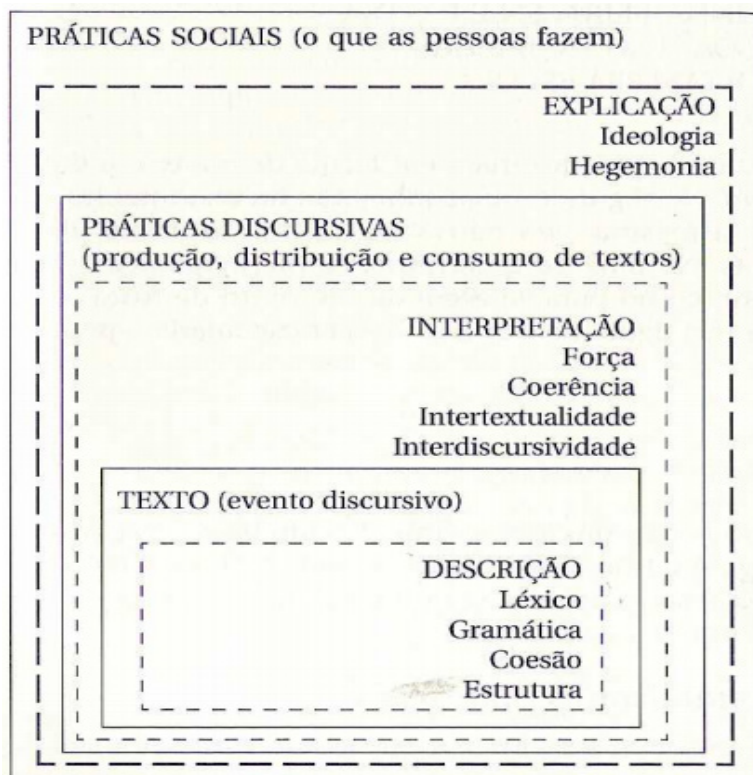 PRÁTICAS SOCIAIS (o que as pessoas fazem)
EXPLICAÇÃO
Ideologia
Hegemonia
PRÁTICAS DISCURSIVAS
(produção, distribuição e consumo de textos)
INTERPRETAÇÃO
Força
Coerência
Intertextualidade
Interdiscursividade
TEXTO (evento discursivo)
DESCRIÇÃO
Léxico
Gramática
Coesão
Estrutura